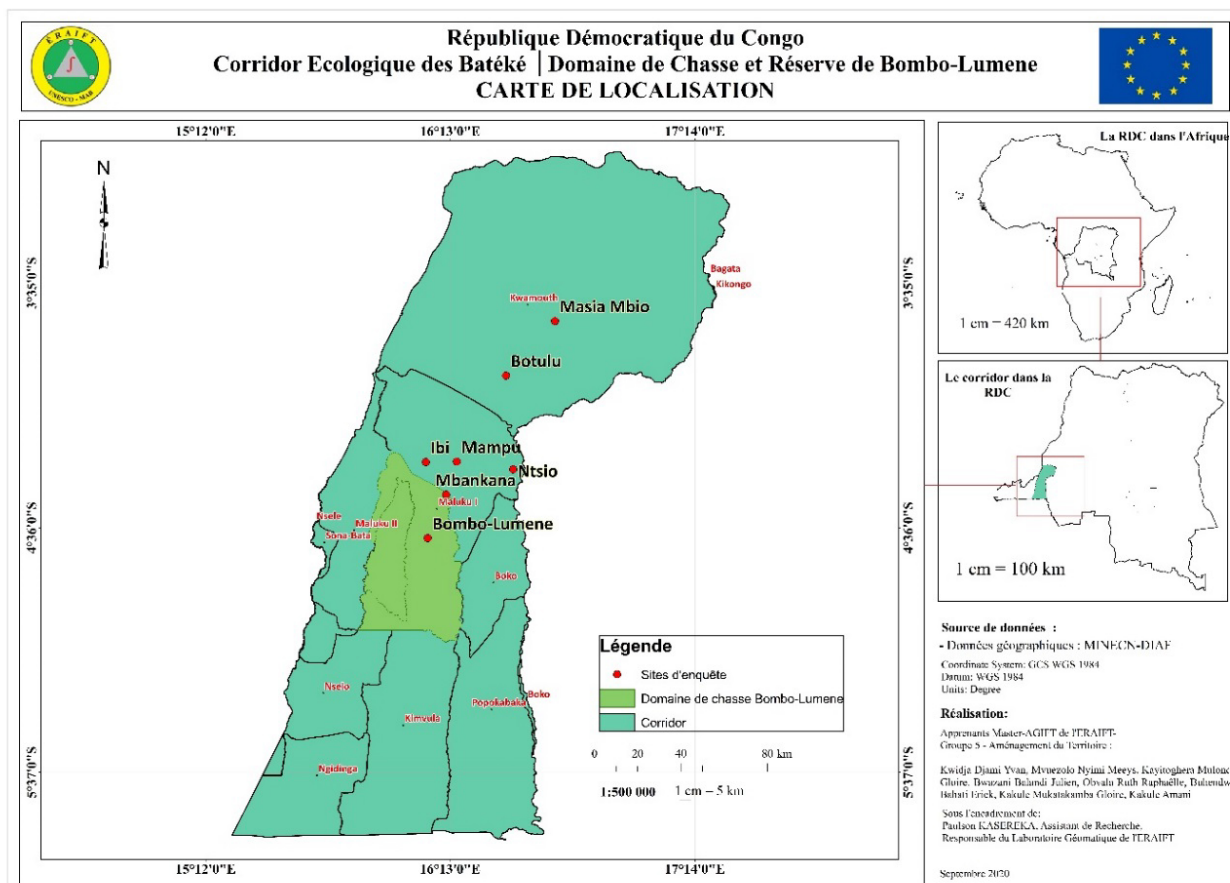 République Démocratique du Congo
Corridor Ecologique des Batéké | Domaine de Chasse et Réserve de Bombo-Lumene
CARTE DE LOCALISATION
ÉRAIFT
UNESCO - MAB
15°12'0"E
16°13'0"E
17°14'0"E
N
3°35'0"S
4°36'0"S
5°37'0"S
3°35'0"S
4°36'0"S
5°37'0"S
Bagata
Kikongo
Kwamouth
Masia Mbio
Botulu
Ibi
Mampu
Ntsio
Mbankana
Maluku I
Nsele
Maluku II
Sona Bata
Bombo-Lumene
Boko
Nselo
Kimvula
Popokabaka
Boko
Ngidinga
Légende
Sites d'enquête
Domaine de chasse Bombo-Lumene
Corridor
0 20 40 80 km
1:500 000 1 cm = 5 km
15°12'0"E
16°13'0"E
17°14'0"E
La RDC dans l'Afrique
1 cm = 420 km
Le corridor dans la
RDC
1 cm = 100 km
Source de données :
- Données géographiques : MINECN-DIAF
Coordinate System: GCS WGS 1984
Datum: WGS 1984
Units: Degree
Réalisation:
Apprenants Master-AGIFT de l'ERAIFT-
Groupe 5 - Aménagement du Territoire :
Kwidja Djami Yvan, Mvuezolo Nyimi Meeys, Kayitoghera
Gloire, Julien, Ruth Raphaëlle,
Erick, Kakule Mukatakamba Gloire, Kakule Amani
Sous l'encadrement de:
Paulson KASEREKA, Assistant de Recherche,
Responsable du Laboratoire Géomatique de l'ERAIFT
Septembre 2020